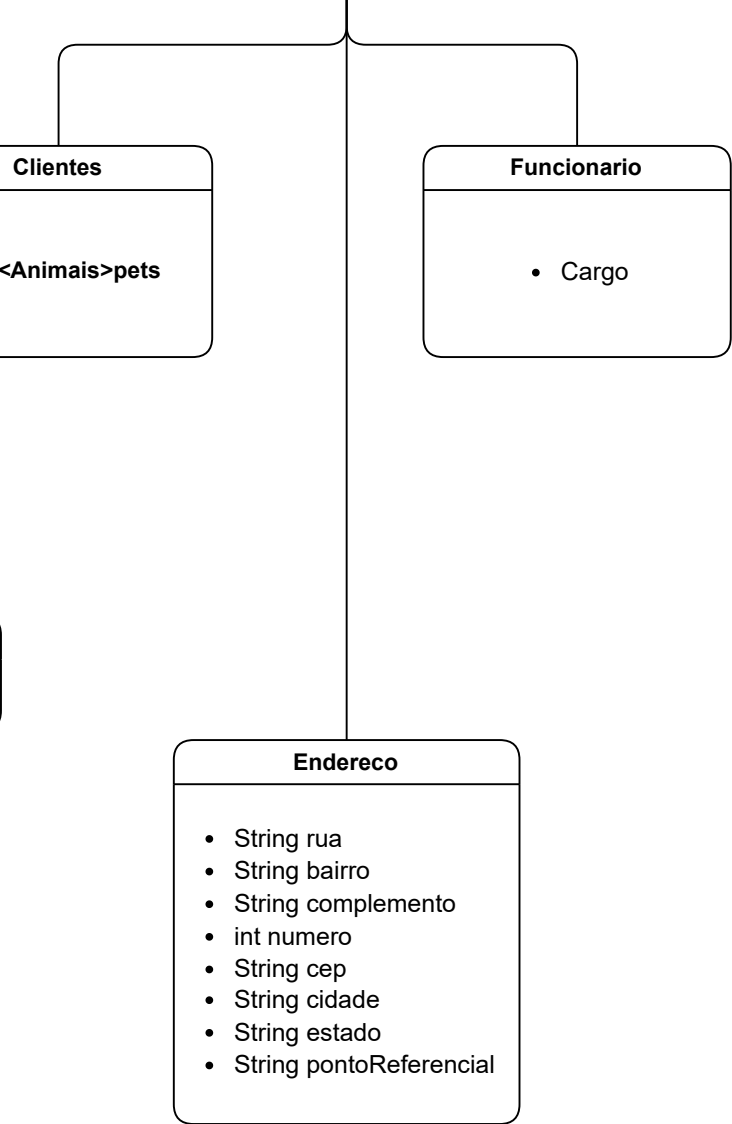 Clientes
<Animais>pets
Funcionario
Cargo
Endereco
String rua
String bairro
String complemento
int numero
String cep
String cidade
String estado
String pontoReferencial